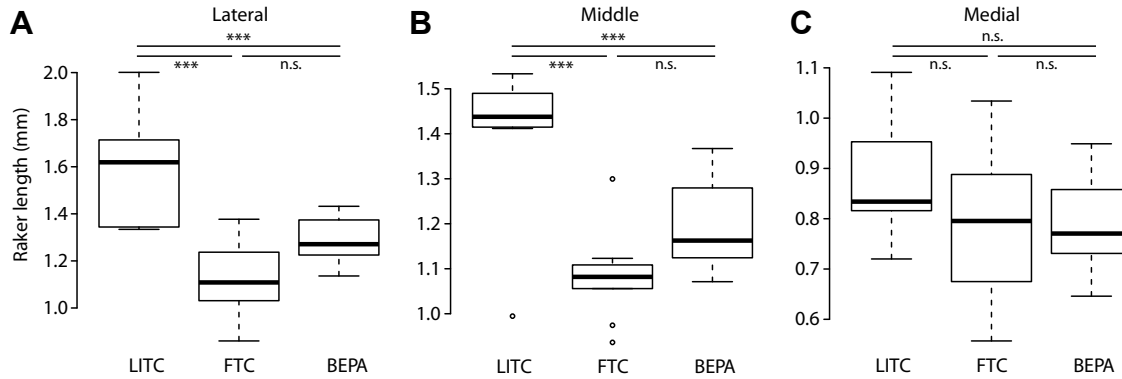 A
Lateral
***
***
n.s.
Raker length (mm)
2.0
1.8
1.6
1.4
1.2
1.0
LITC
FTC
BEPA
B
Middle
***
***
n.s.
1.5
1.4
1.3
1.2
1.1
1.0
LITC
FTC
BEPA
C
Medial
n.s.
n.s.
n.s.
1.1
1.0
0.9
0.8
0.7
0.6
LITC
FTC
BEPA